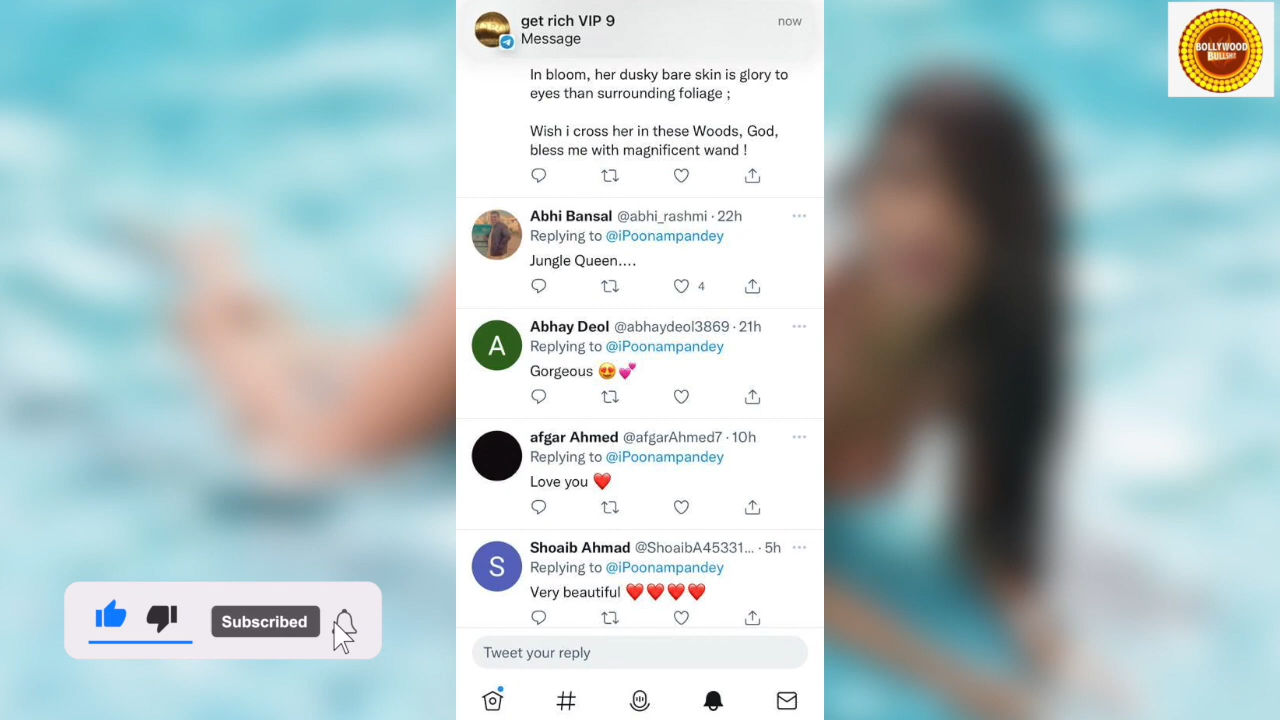 get rich VIP 9
now
Message
BOLLYWOOD
BULLSHIT
In bloom, her dusky bare skin is glory to
eyes than surrounding foliage ;
Wish i cross her in these Woods, God,
bless me with magnificent wand !
Abhi Bansal @abhi_rashmi · 22h
Replying to @iPoonampandey
Jungle Queen....
4
Abhay Deol @abhaydeol3869 · 21h
Replying to @iPoonampandey
Gorgeous 😍💕
A
afgar Ahmed @afgarAhmed7 · 10h
Replying to @iPoonampandey
Love you ❤️
Shoaib Ahmad @ShoaibA45331... · 5h
Replying to @iPoonampandey
Very beautiful ❤️❤️❤️❤️
S
Subscribed
Tweet your reply